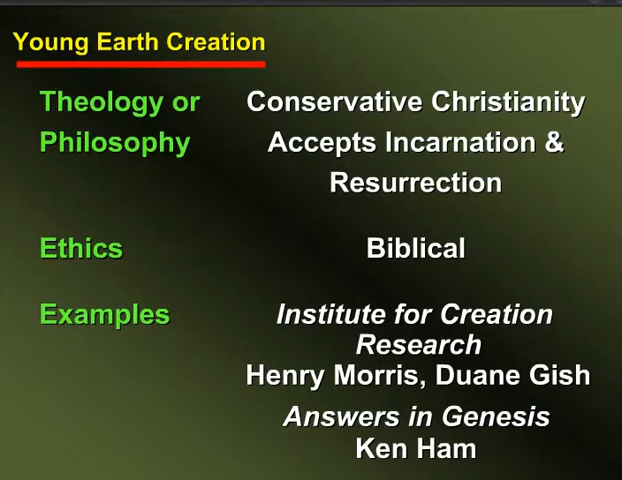 Young Earth Creation
Theology or Conservative Christianity
Philosophy Accepts Incarnation &
Resurrection
Ethics Biblical
Examples Institute for Creation
Research
Henry Morris, Duane Gish
Answers in Genesis
Ken Ham